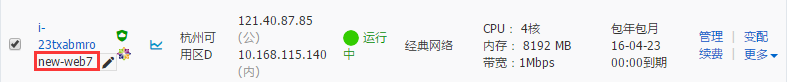 i-
23txabmro
new-web7
杭州可
用区D
121.40.87.85
(公)
10.168.115.140
(内)
运行
中
经典网络
CPU： 4核
内存： 8192 MB
带宽：1Mbps
包年包月
16-04-23
00:00到期
管理 | 变配
续费 | 更多